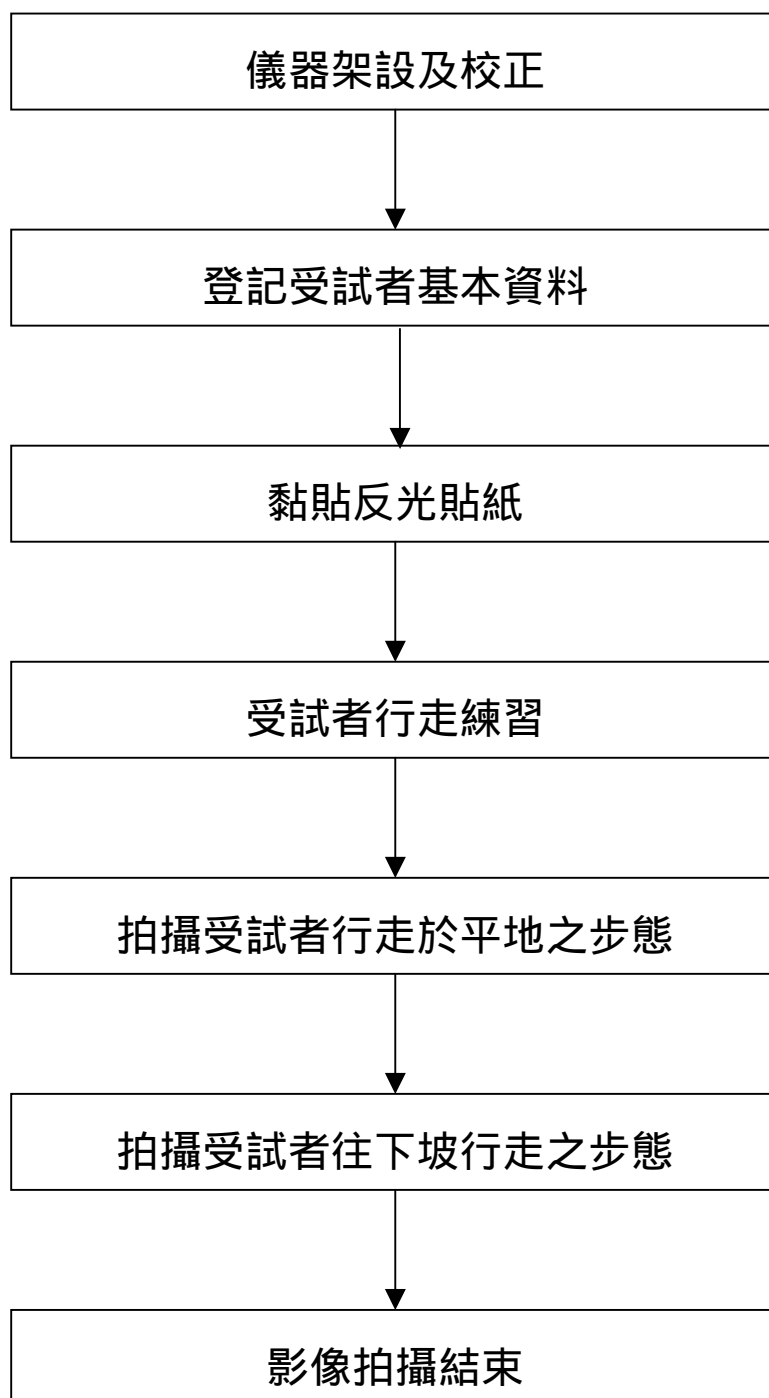 儀器架設及校正
登記受試者基本資料
黏貼反光貼紙
受試者行走練習
拍攝受試者行走於平地之步態
拍攝受試者往下坡行走之步態
影像拍攝結束